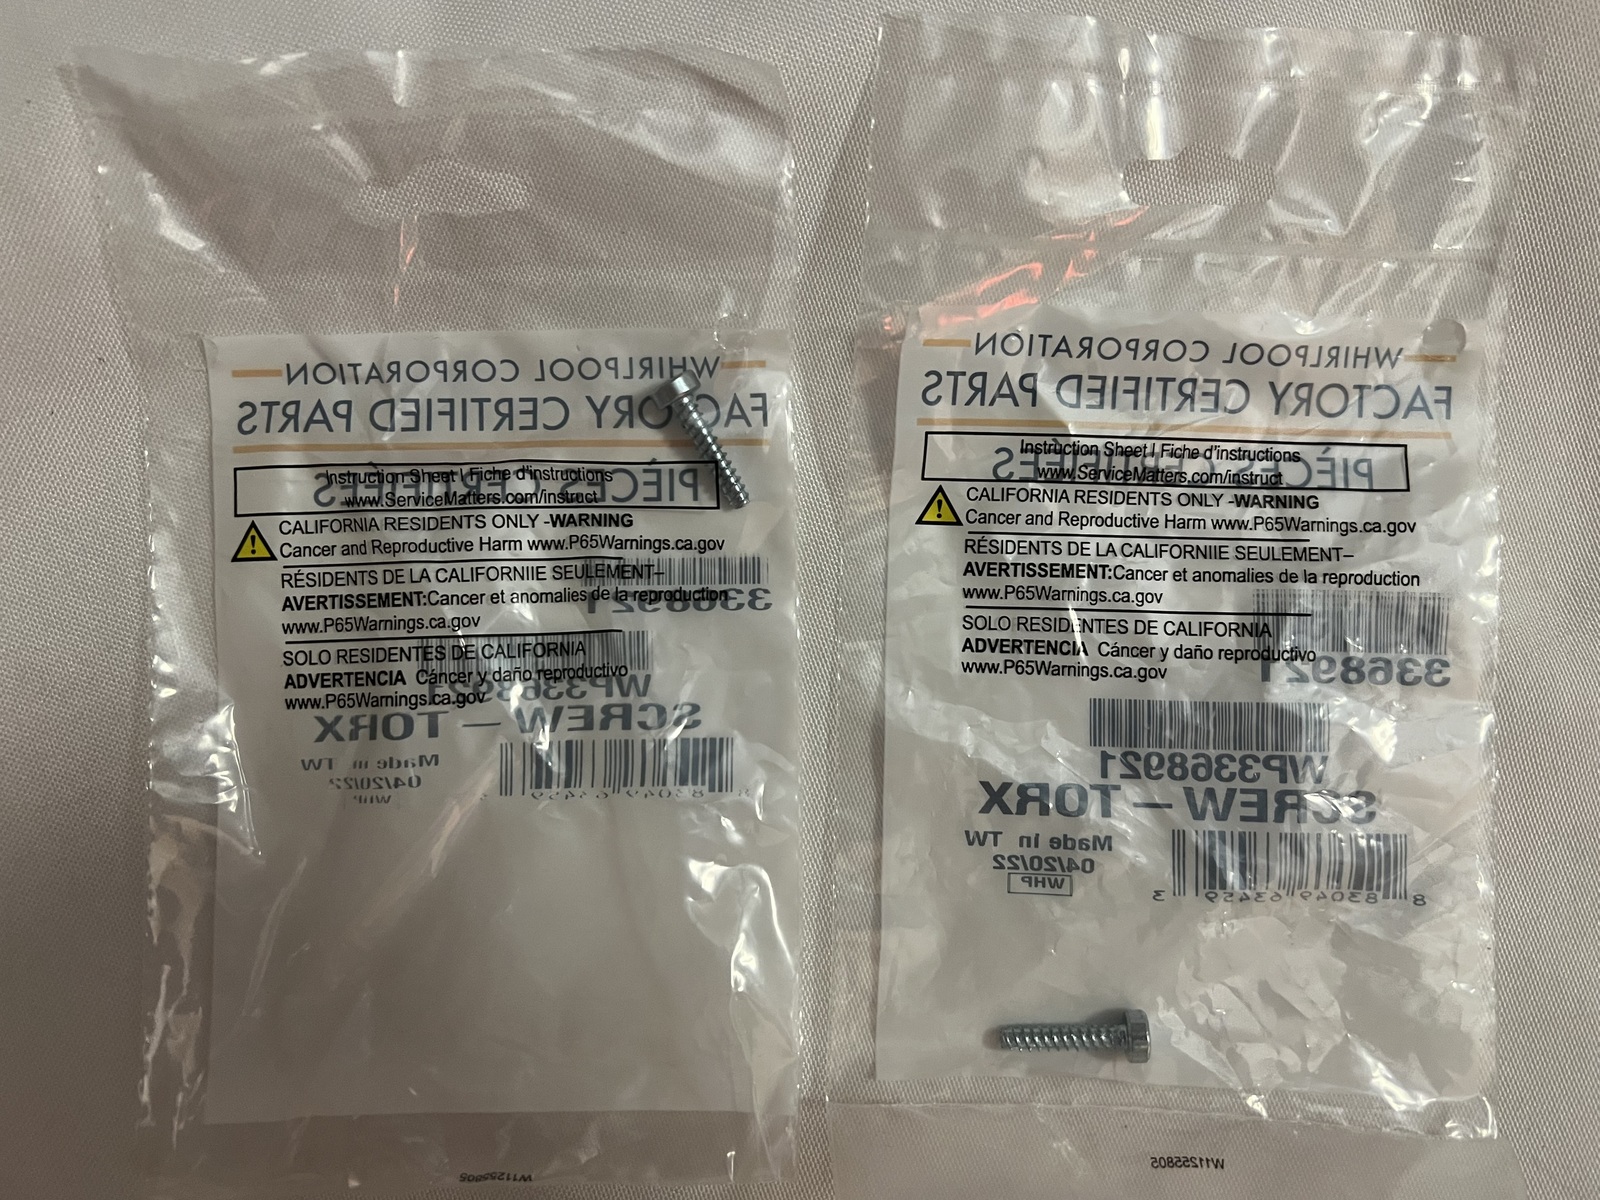 WHIRLPOOL CORPORATION
FACTORY CERTIFIED PARTS
PIÈCES CERTIFIÉES
Instruction Sheet | Fiche d'instructions
www.ServiceMatters.com/instruct
CALIFORNIA RESIDENTS ONLY -WARNING
Cancer and Reproductive Harm www.P65Warnings.ca.gov
RÉSIDENTS DE LA CALIFORNIIE SEULEMENT–
AVERTISSEMENT:Cancer et anomalies de la reproduction
www.P65Warnings.ca.gov
3368921
SOLO RESIDENTES DE CALIFORNIA
ADVERTENCIA Cáncer y daño reproductivo
www.P65Warnings.ca.gov
WP3368921
SCREW – TORX
Made in TW
04/20/22
WHP
8 83049 63459 3
W11255805
WHIRLPOOL CORPORATION
FACTORY CERTIFIED PARTS
PIÈCES CERTIFIÉES
Instruction Sheet | Fiche d'instructions
www.ServiceMatters.com/instruct
CALIFORNIA RESIDENTS ONLY -WARNING
Cancer and Reproductive Harm www.P65Warnings.ca.gov
RÉSIDENTS DE LA CALIFORNIIE SEULEMENT–
AVERTISSEMENT:Cancer et anomalies de la reproduction
www.P65Warnings.ca.gov
SOLO RESIDENTES DE CALIFORNIA
ADVERTENCIA Cáncer y daño reproductivo
www.P65Warnings.ca.gov
3368921
WP3368921
SCREW – TORX
Made in TW
04/20/22
WHP
8 83049 63459 3
W11255805